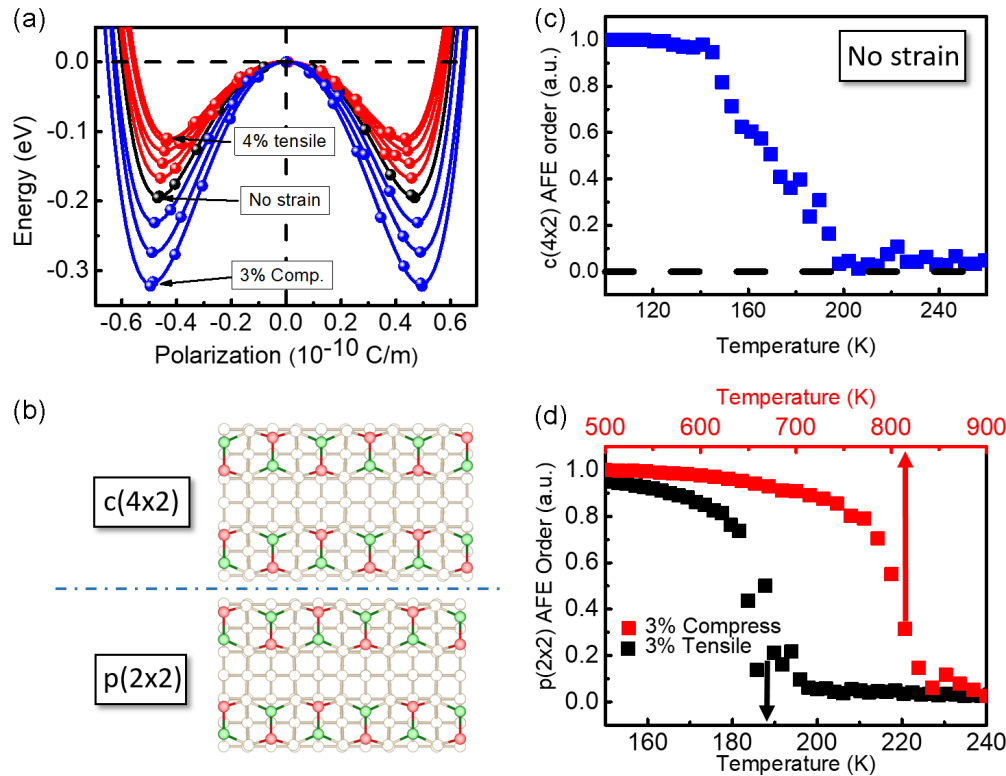 (a)
0.0
-0.1
-0.2
-0.3
Energy (eV)
4% tensile
No strain
3% Comp.
-0.6 -0.4 -0.2 0.0 0.2 0.4 0.6
Polarization (10⁻¹⁰ C/m)
(c)
No strain
1.0
0.8
0.6
0.4
0.2
0.0
c(4x2) AFE order (a.u.)
120 160 200 240
Temperature (K)
(b)
c(4x2)
p(2x2)
(d)
Temperature (K)
500 600 700 800 900
1.0
0.8
0.6
0.4
0.2
0.0
p(2x2) AFE Order (a.u.)
3% Compress
3% Tensile
160 180 200 220 240
Temperature (K)